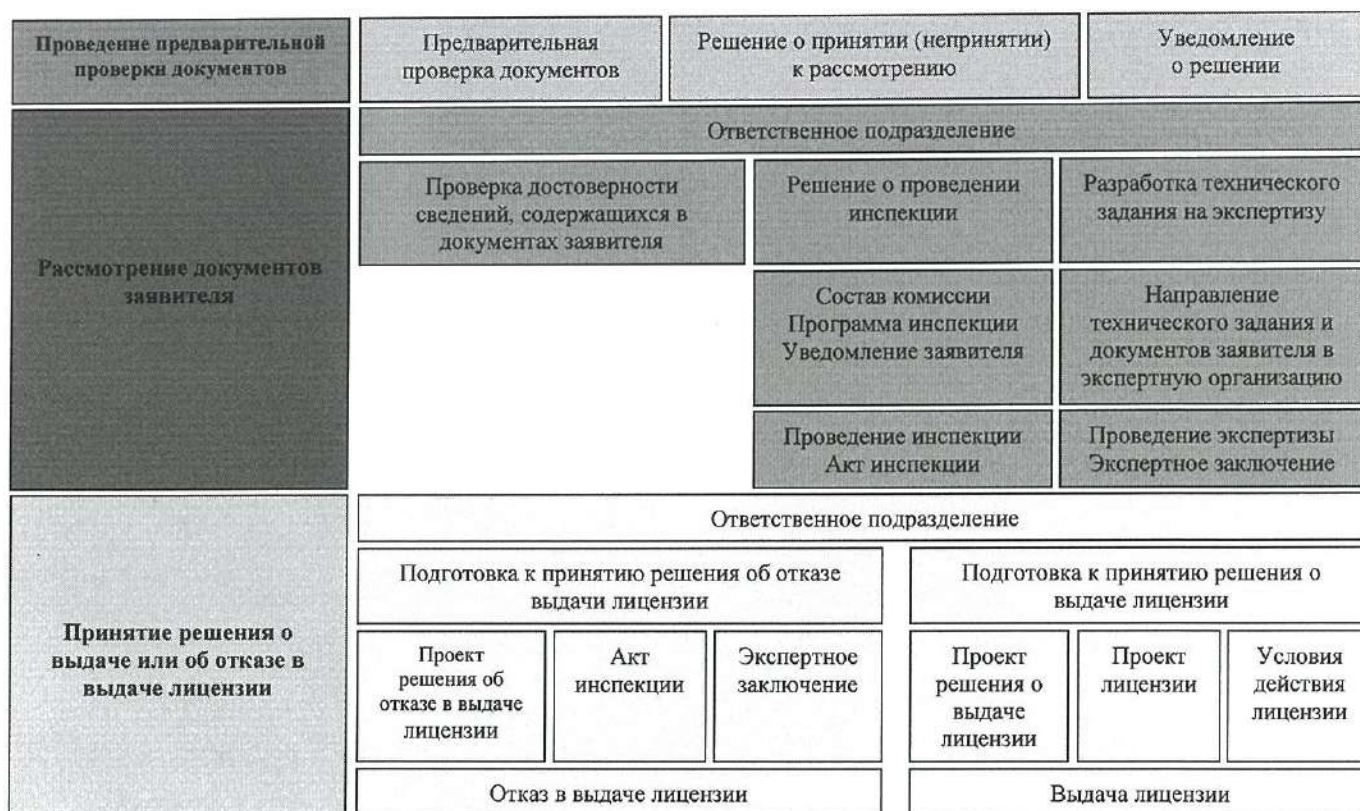 Проведение предварительной
проверки документов
Предварительная
проверка документов
Решение о принятии (непринятии)
к рассмотрению
Уведомление
о решении
Рассмотрение документов
заявителя
Ответственное подразделение
Проверка достоверности
сведений, содержащихся в
документах заявителя
Решение о проведении
инспекции
Разработка технического
задания на экспертизу
Состав комиссии
Программа инспекции
Уведомление заявителя
Направление
технического задания и
документов заявителя в
экспертную организацию
Проведение инспекции
Акт инспекции
Проведение экспертизы
Экспертное заключение
Принятие решения о
выдаче или об отказе в
выдаче лицензии
Ответственное подразделение
Подготовка к принятию решения об отказе
выдачи лицензии
Подготовка к принятию решения о
выдаче лицензии
Проект
решения об
отказе в выдаче
лицензии
Акт
инспекции
Экспертное
заключение
Проект
решения о
выдаче
лицензии
Проект
лицензии
Условия
действия
лицензии
Отказ в выдаче лицензии
Выдача лицензии